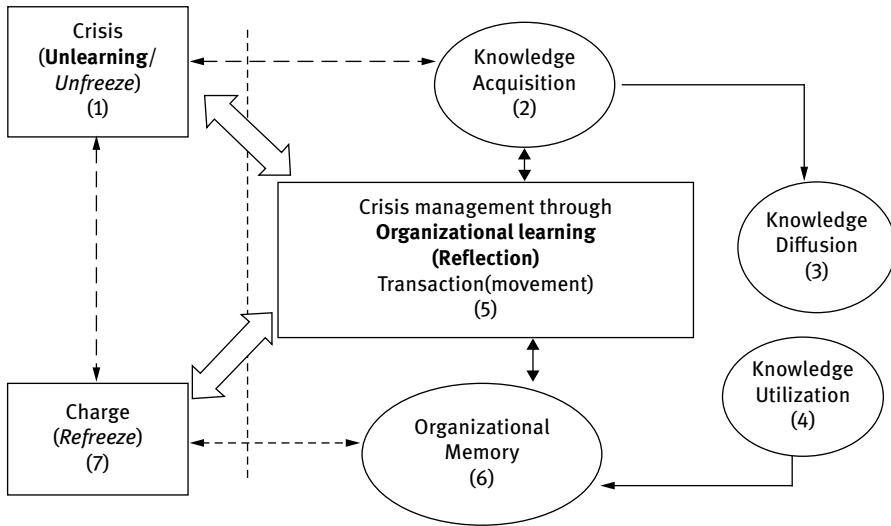 Crisis
(Unlearning/
Unfreeze)
(1)
Knowledge
Acquisition
(2)
Knowledge
Diffusion
(3)
Crisis management through
Organizational learning
(Reflection)
Transaction(movement)
(5)
Knowledge
Utilization
(4)
Charge
(Refreeze)
(7)
Organizational
Memory
(6)